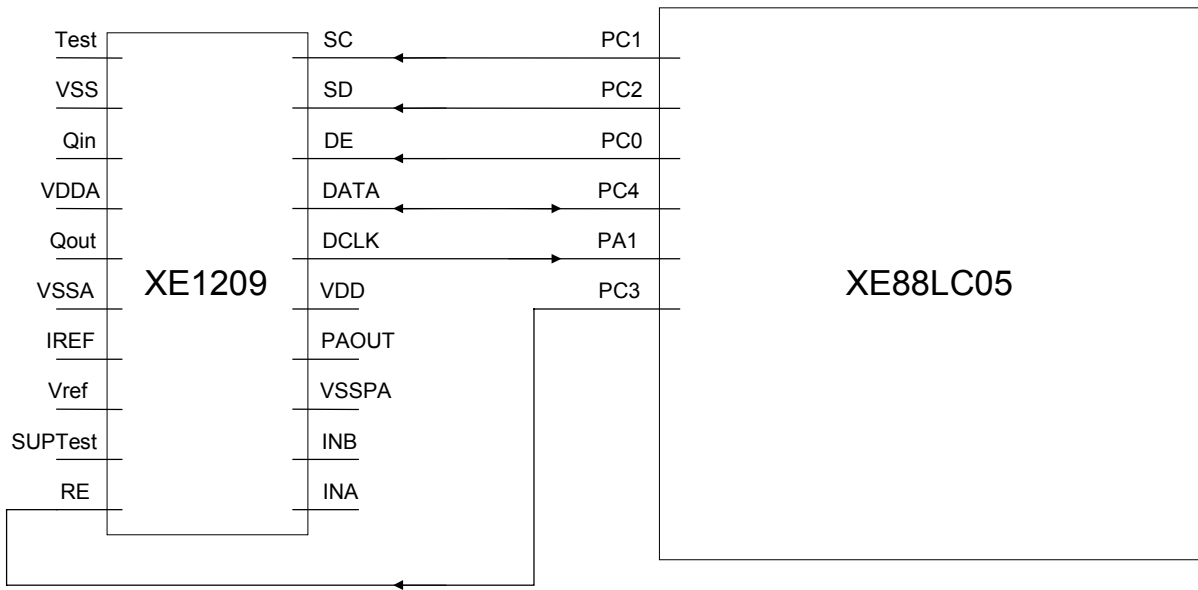 Test SC PC1
VSS SD PC2
Qin DE PC0
VDDA DATA PC4
Qout DCLK PA1
XE1209 XE88LC05
VSSA VDD PC3
IREF PAOUT
Vref VSSPA
SUPTest INB
RE INA